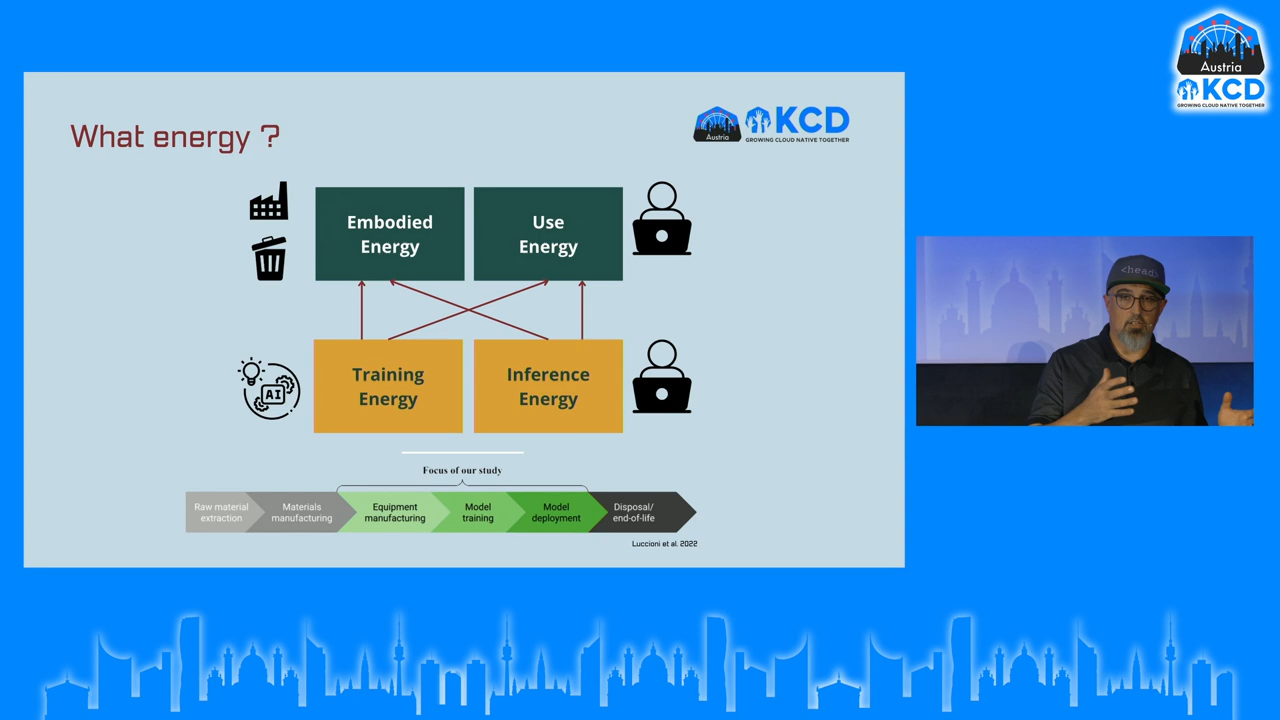 Austria
KCD
GROWING CLOUD NATIVE TOGETHER
What energy ?
Austria
KCD
GROWING CLOUD NATIVE TOGETHER
Embodied
Energy
Use
Energy
Training
Energy
Inference
Energy
AI
Focus of our study
Raw material
extraction
Materials
manufacturing
Equipment
manufacturing
Model
training
Model
deployment
Disposal/
end-of-life
Luccioni et al. 2022
<head>